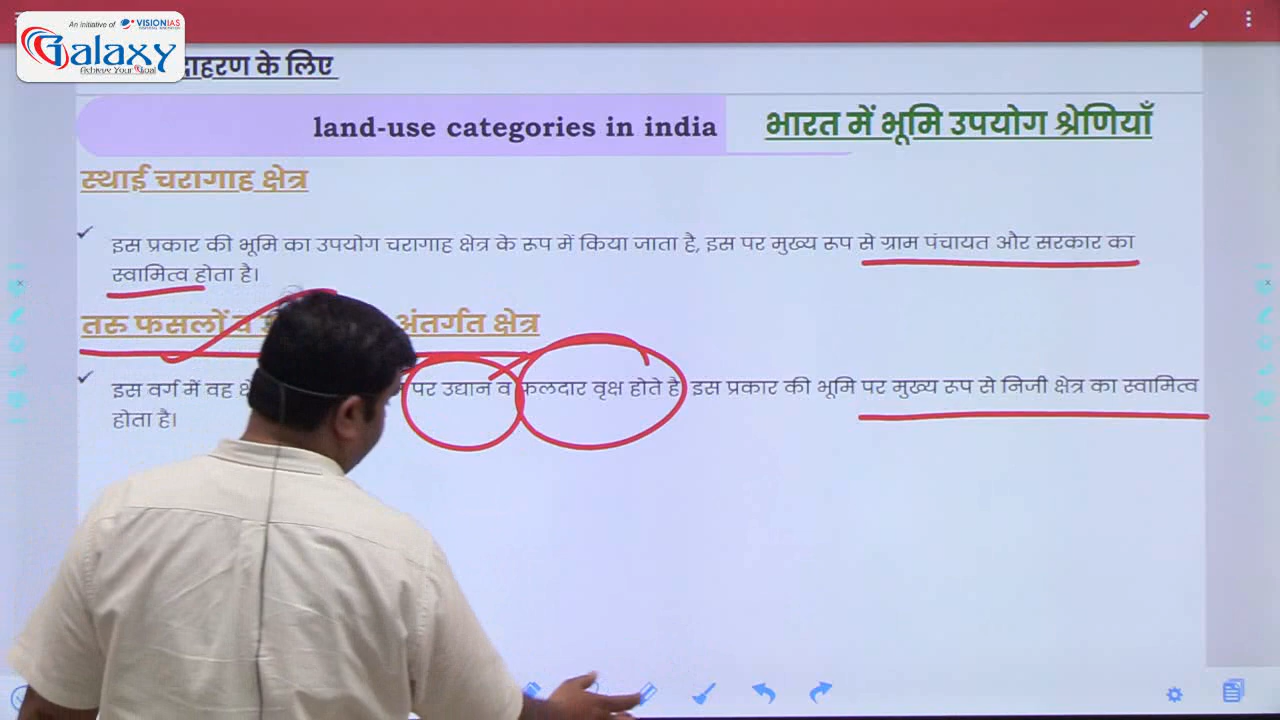 An initiative of VISIONIAS
Galaxy
Achieve Your Goal
के लिए
land-use categories in india
भारत में भूमि उपयोग श्रेणियाँ
स्थाई चरागाह क्षेत्र
इस प्रकार की भूमि का उपयोग चरागाह क्षेत्र के रूप में किया जाता है, इस पर मुख्य रूप से ग्राम पंचायत और सरकार का
स्वामित्व होता है।
तरु फसलों व अंतर्गत क्षेत्र
इस वर्ग में वह पर उद्यान व फलदार वृक्ष होते है इस प्रकार की भूमि पर मुख्य रूप से निजी क्षेत्र का स्वामित्व
होता है।